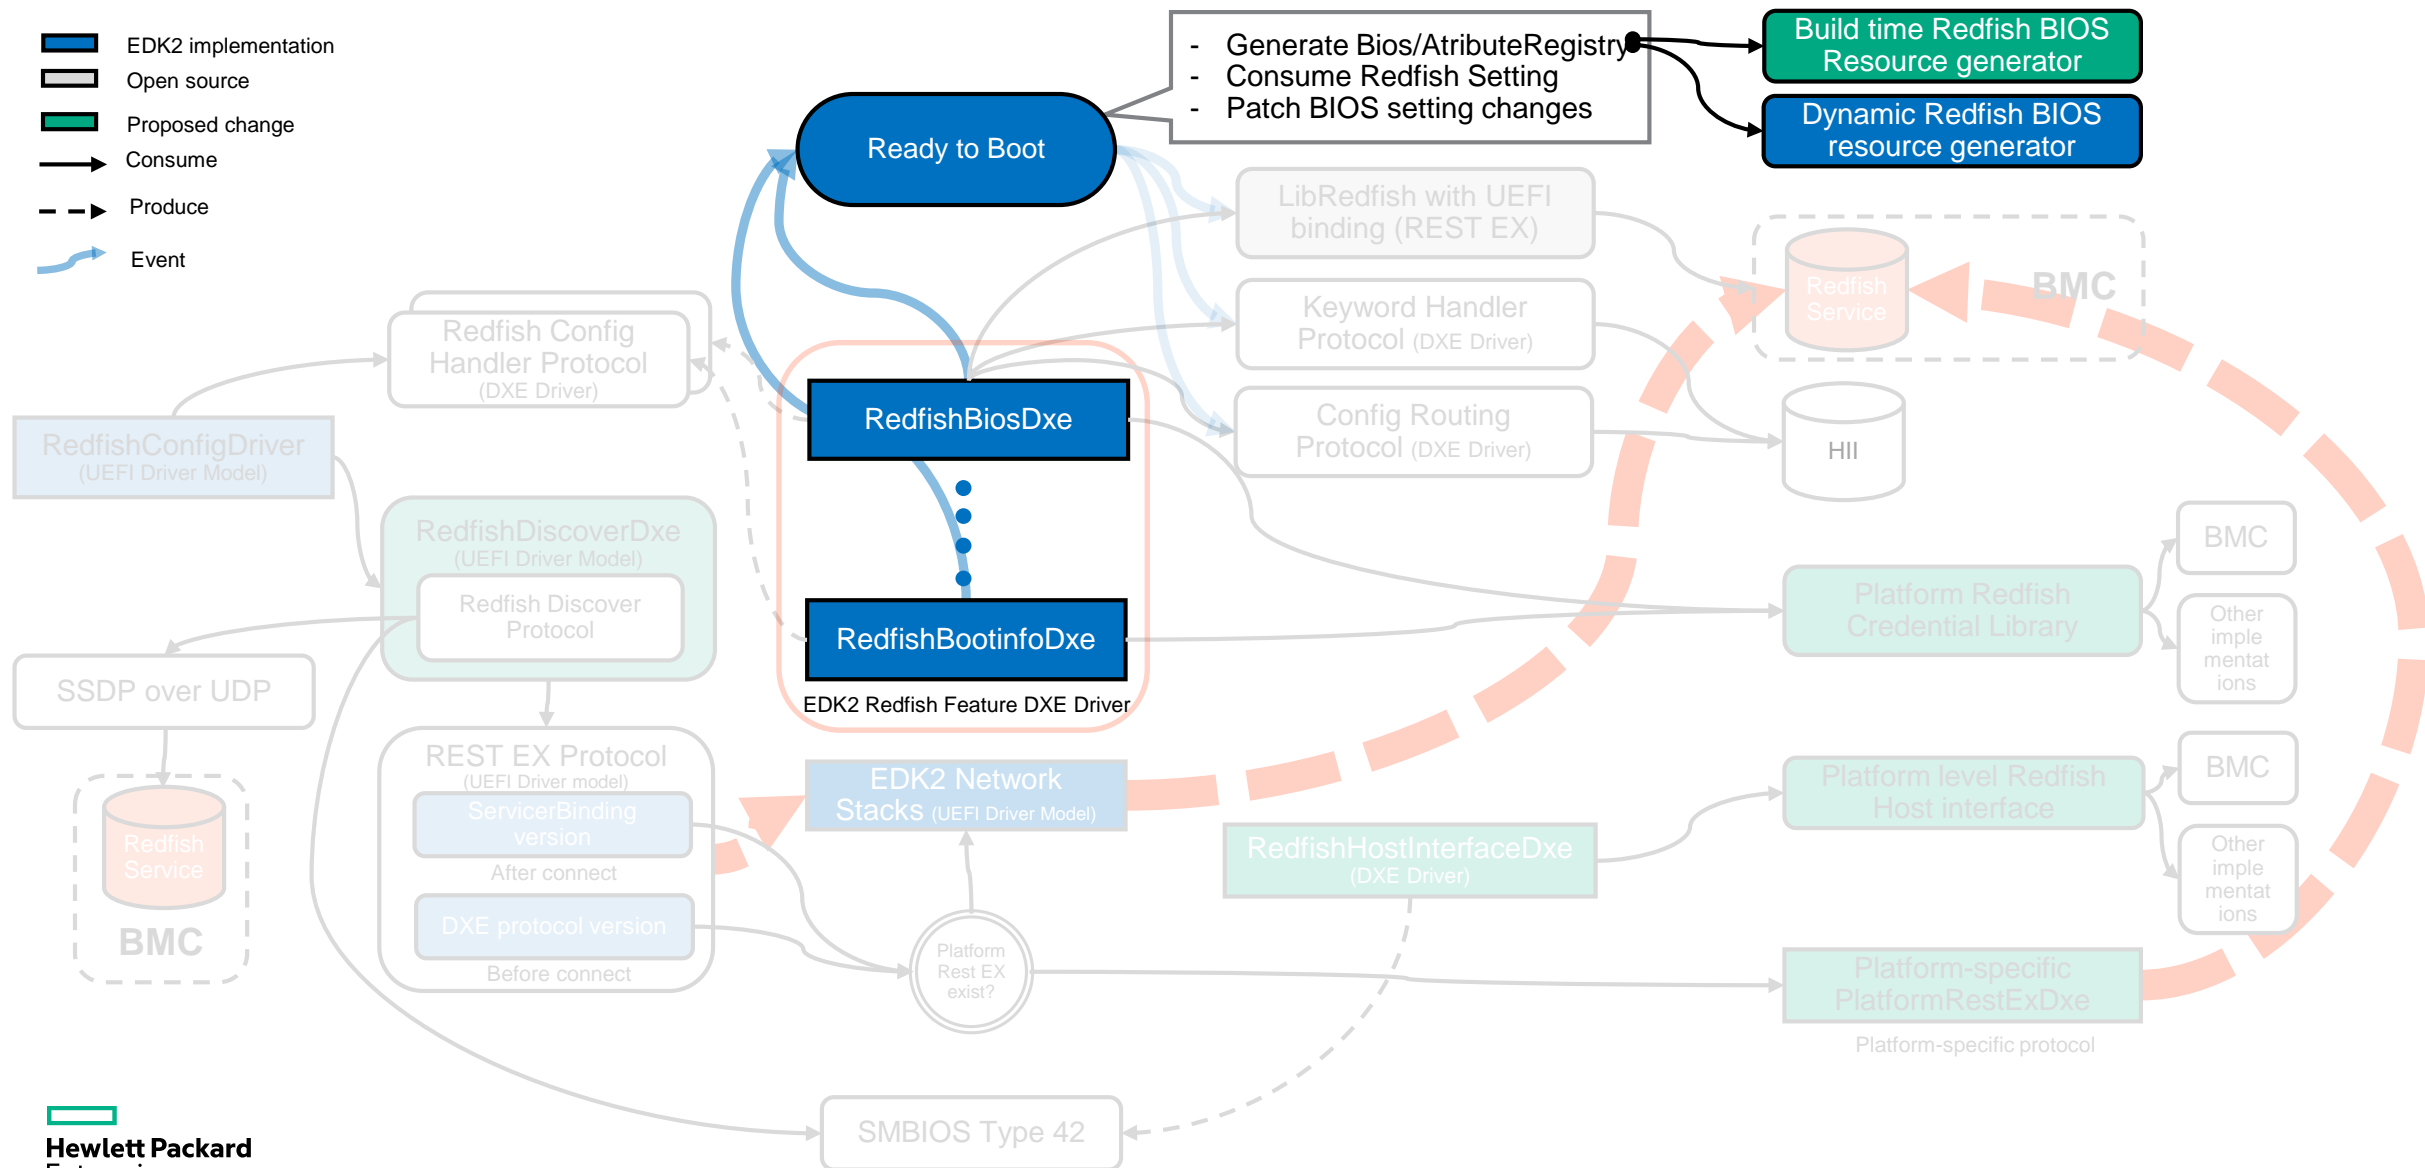 EDK2 implementation
Open source
Proposed change
Consume
Produce
Event
- Generate Bios/AtributeRegistry
- Consume Redfish Setting
- Patch BIOS setting changes
Build time Redfish BIOS
Resource generator
Dynamic Redfish BIOS
resource generator
Ready to Boot
LibRedfish with UEFI
binding (REST EX)
Redfish
Service
BMC
Keyword Handler
Protocol (DXE Driver)
Redfish Config
Handler Protocol
(DXE Driver)
Config Routing
Protocol (DXE Driver)
HII
RedfishBiosDxe
RedfishConfigDriver
(UEFI Driver Model)
RedfishDiscoverDxe
(UEFI Driver Model)
Redfish Discover
Protocol
BMC
Platform Redfish
Credential Library
Other
imple
mentat
ions
RedfishBootinfoDxe
EDK2 Redfish Feature DXE Driver
SSDP over UDP
REST EX Protocol
(UEFI Driver model)
ServicerBinding
version
After connect
DXE protocol version
Before connect
EDK2 Network
Stacks (UEFI Driver Model)
Platform level Redfish
Host interface
BMC
Other
imple
mentat
ions
Redfish
Service
BMC
RedfishHostInterfaceDxe
(DXE Driver)
Platform
Rest EX
exist?
Platform-specific
PlatformRestExDxe
Platform-specific protocol
SMBIOS Type 42
Hewlett Packard